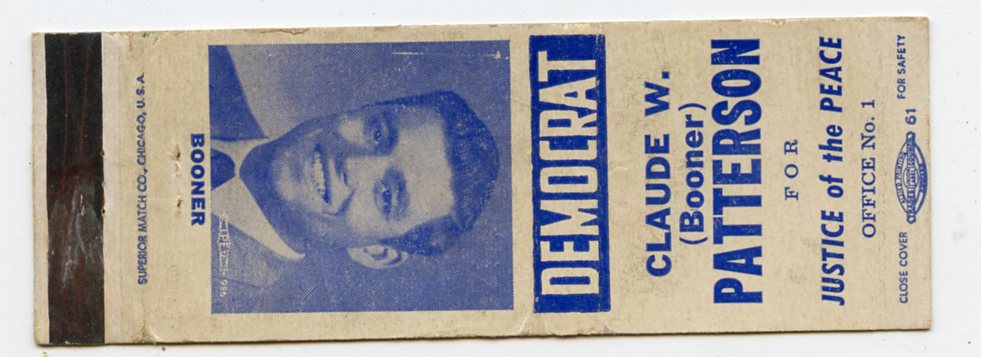 DEMOCRAT
CLAUDE W.
(Booner)
PATTERSON
FOR
JUSTICE of the PEACE
OFFICE No. 1
CLOSE COVER 61 FOR SAFETY
BOONER
SUPERIOR MATCH CO., CHICAGO, U.S.A.